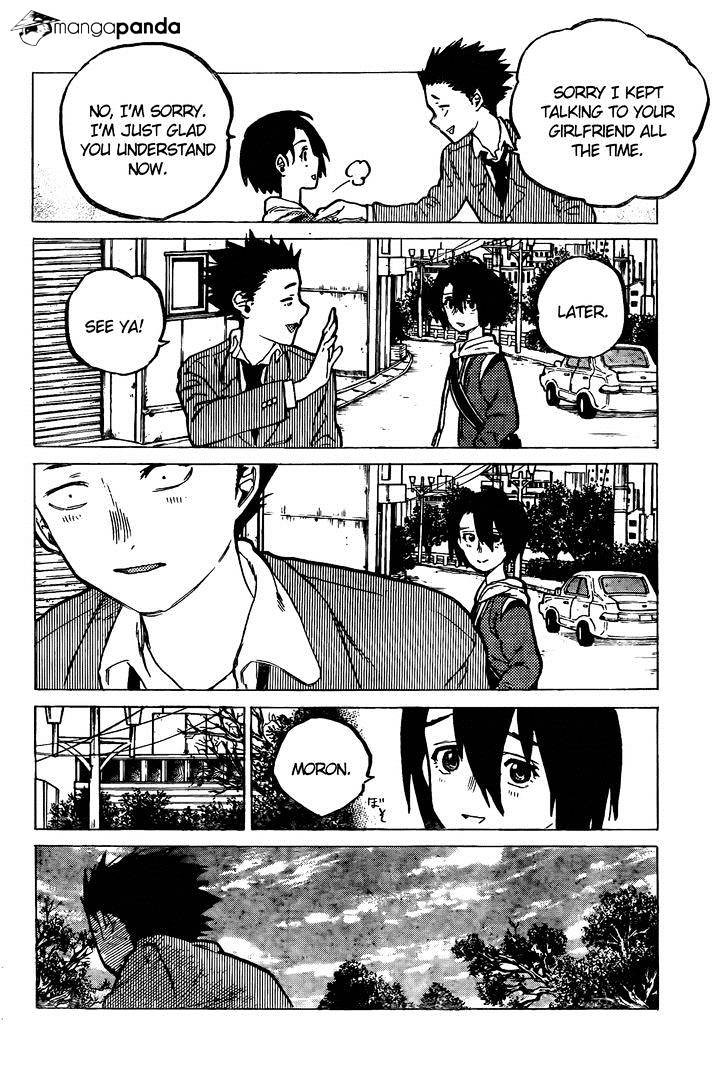 mangapanda
SORRY I KEPT
TALKING TO YOUR
GIRLFRIEND ALL
THE TIME.
NO, I'M SORRY.
I'M JUST GLAD
YOU UNDERSTAND
NOW.
LATER.
SEE YA!
MORON.
ぼそ